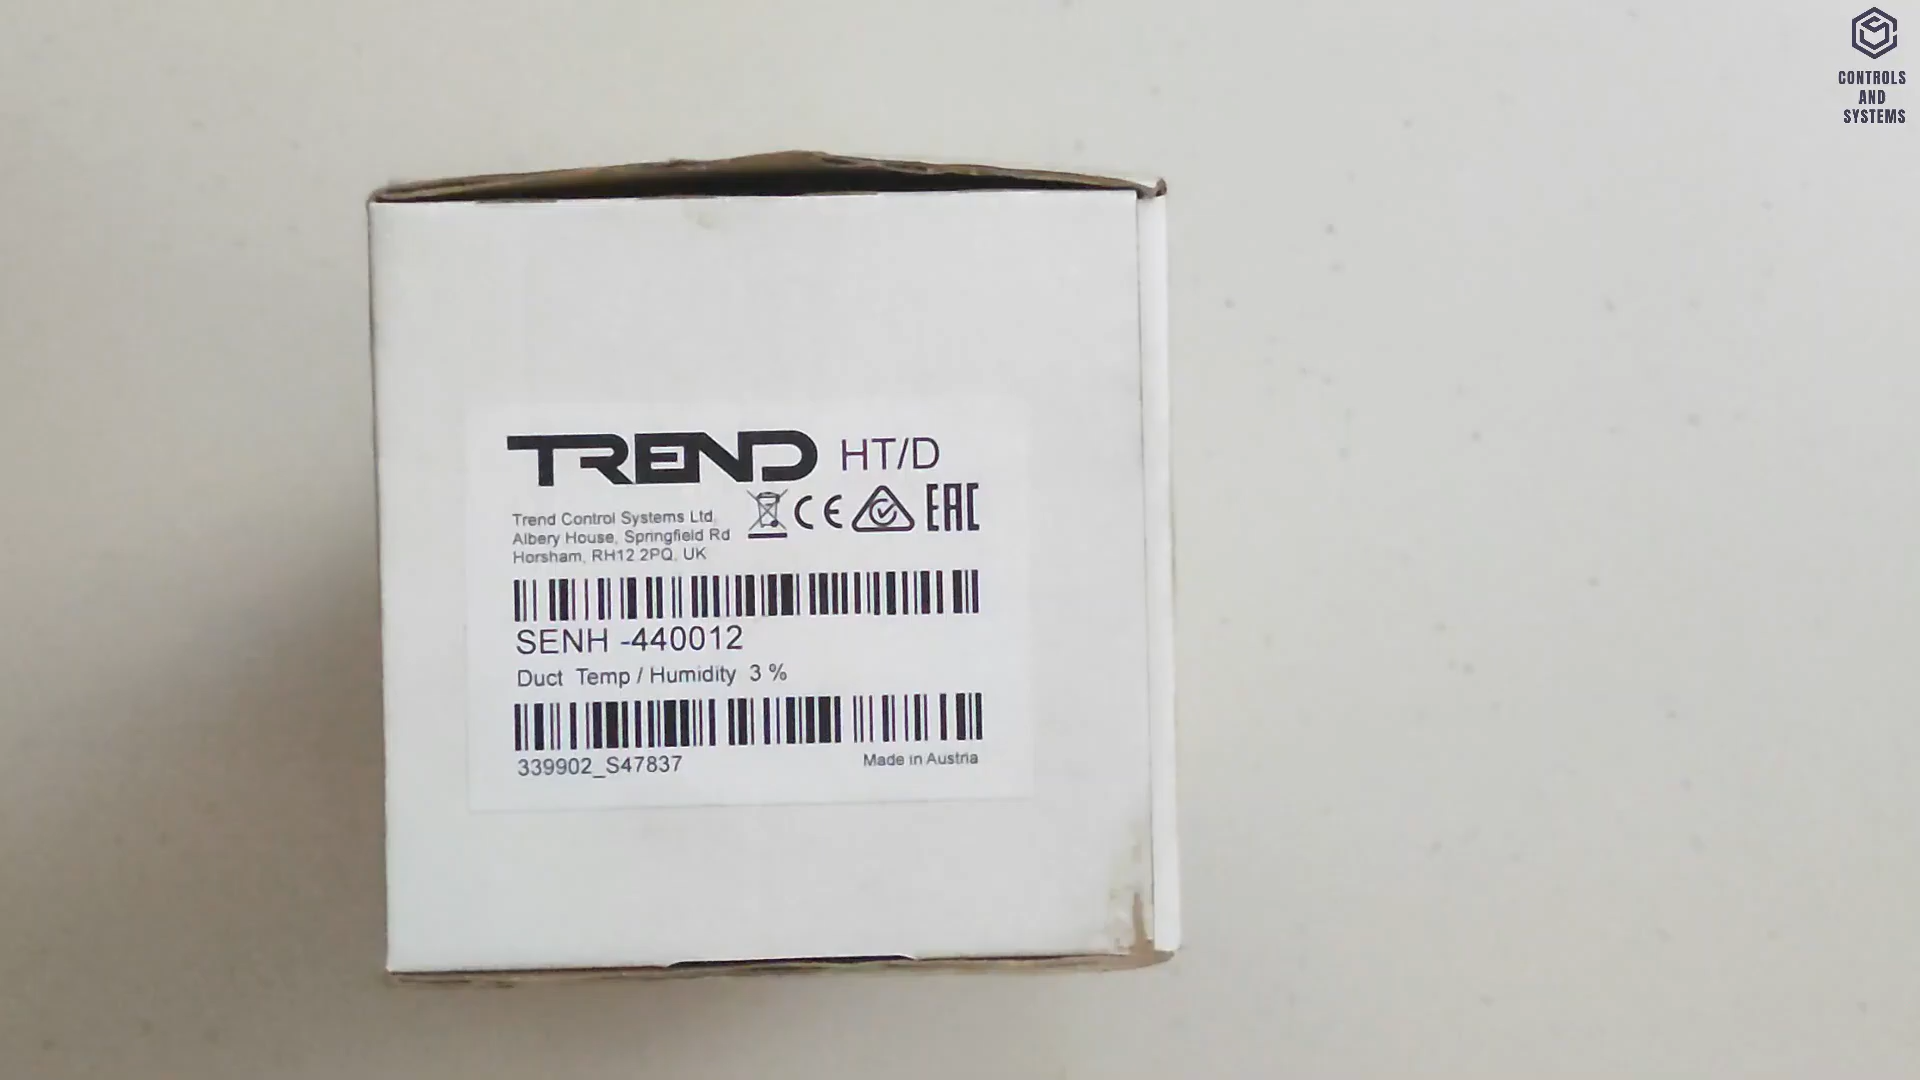 CONTROLS
AND
SYSTEMS
TREND HT/D
Trend Control Systems Ltd,
Albery House, Springfield Rd
Horsham, RH12 2PQ, UK
CE EAC
SENH -440012
Duct Temp / Humidity 3 %
339902_S47837
Made in Austria